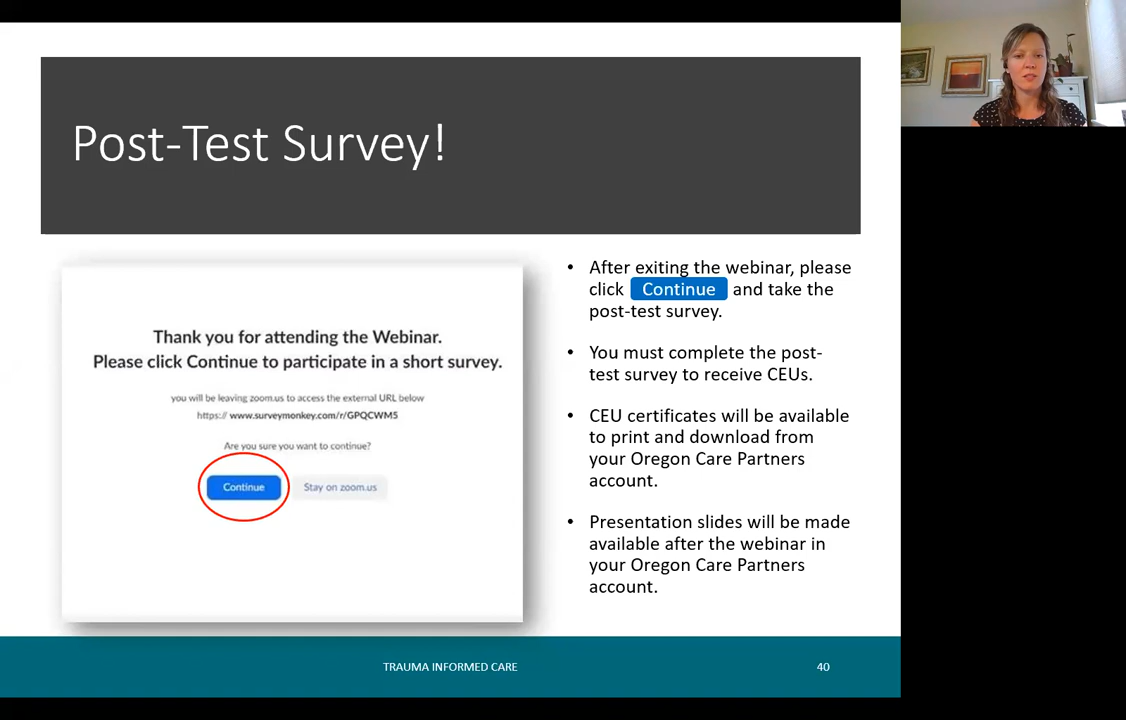 Post-Test Survey!
Thank you for attending the Webinar.
Please click Continue to participate in a short survey.
you will be leaving zoom.us to access the external URL below
https:// www.surveymonkey.com/r/GPQCWM5
Are you sure you want to continue?
Continue
Stay on zoom.us
• After exiting the webinar, please
click Continue and take the
post-test survey.
• You must complete the post-
test survey to receive CEUs.
• CEU certificates will be available
to print and download from
your Oregon Care Partners
account.
• Presentation slides will be made
available after the webinar in
your Oregon Care Partners
account.
TRAUMA INFORMED CARE
40